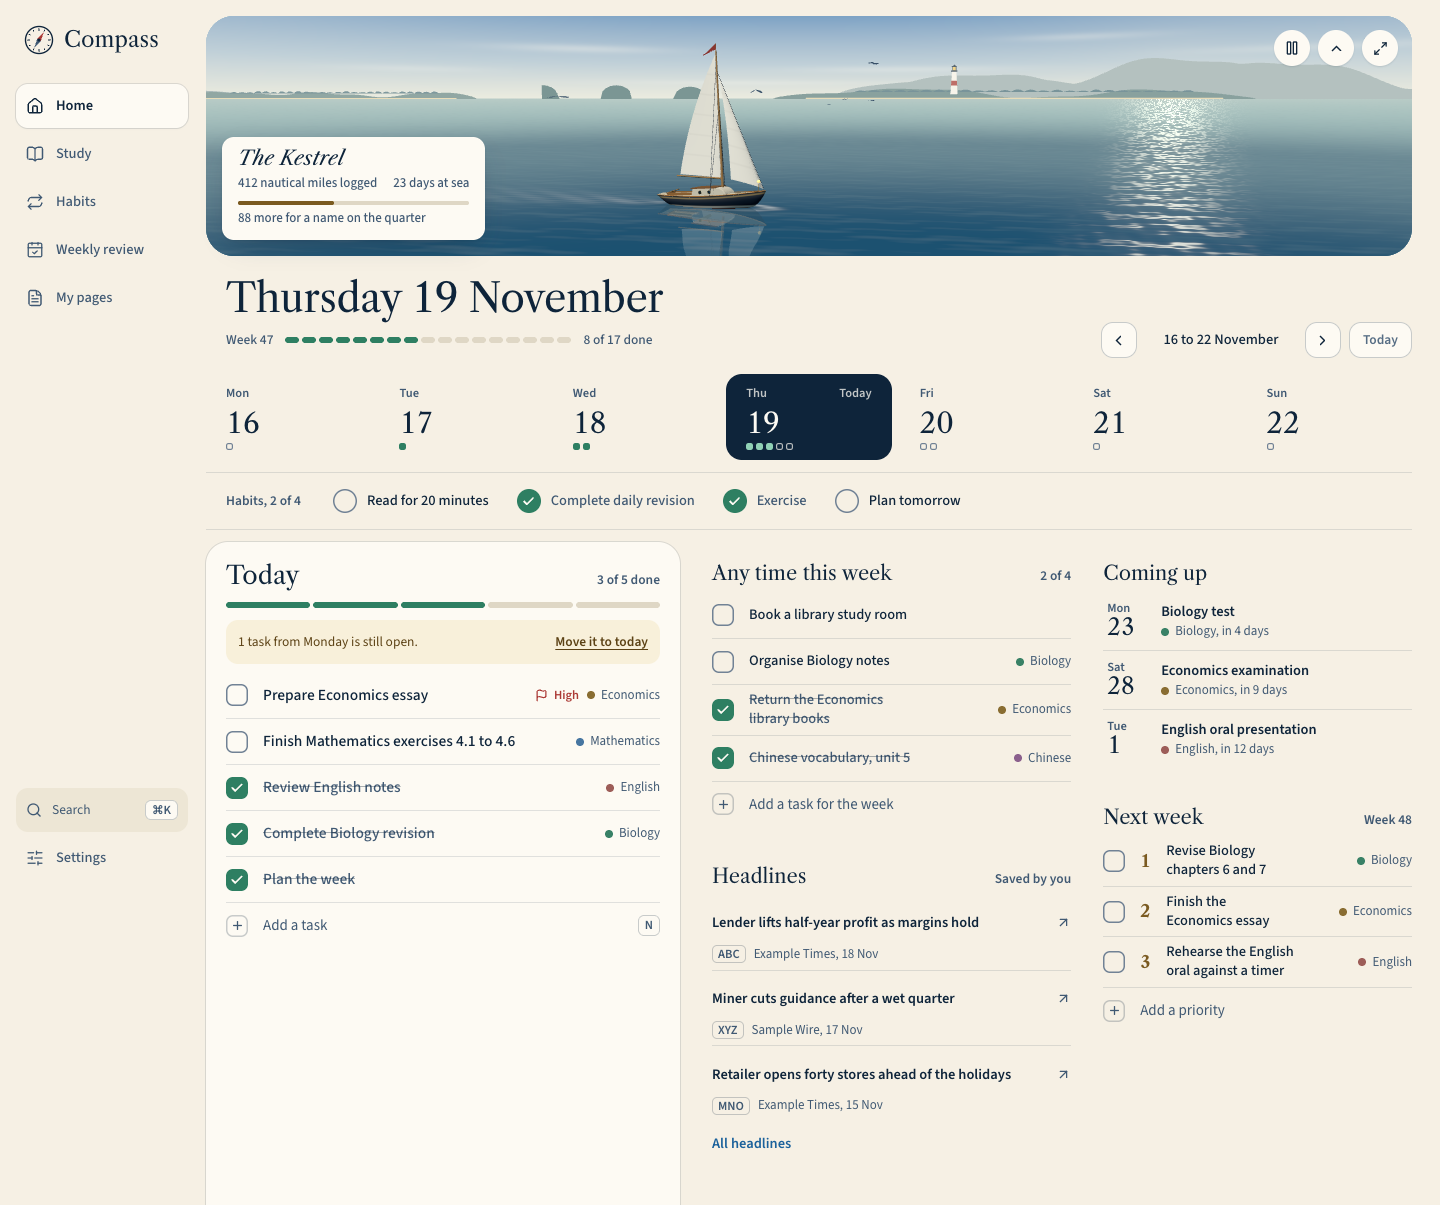 Compass
Home
Study
Habits
Weekly review
My pages
Search
⌘K
Settings
The Kestrel
412 nautical miles logged 23 days at sea
88 more for a name on the quarter
Thursday 19 November
Week 47
8 of 17 done
16 to 22 November
Today
Mon
16
Tue
17
Wed
18
Thu Today
19
Fri
20
Sat
21
Sun
22
Habits, 2 of 4
Read for 20 minutes
Complete daily revision
Exercise
Plan tomorrow
Today
3 of 5 done
1 task from Monday is still open. Move it to today
Prepare Economics essay High Economics
Finish Mathematics exercises 4.1 to 4.6 Mathematics
Review English notes English
Complete Biology revision Biology
Plan the week
Add a task N
Any time this week 2 of 4
Book a library study room
Organise Biology notes Biology
Return the Economics
library books Economics
Chinese vocabulary, unit 5 Chinese
Add a task for the week
Headlines Saved by you
Lender lifts half-year profit as margins hold
ABC Example Times, 18 Nov
Miner cuts guidance after a wet quarter
XYZ Sample Wire, 17 Nov
Retailer opens forty stores ahead of the holidays
MNO Example Times, 15 Nov
All headlines
Coming up
Mon
23
Biology test
Biology, in 4 days
Sat
28
Economics examination
Economics, in 9 days
Tue
1
English oral presentation
English, in 12 days
Next week Week 48
1 Revise Biology
chapters 6 and 7 Biology
2 Finish the
Economics essay Economics
3 Rehearse the English
oral against a timer English
Add a priority